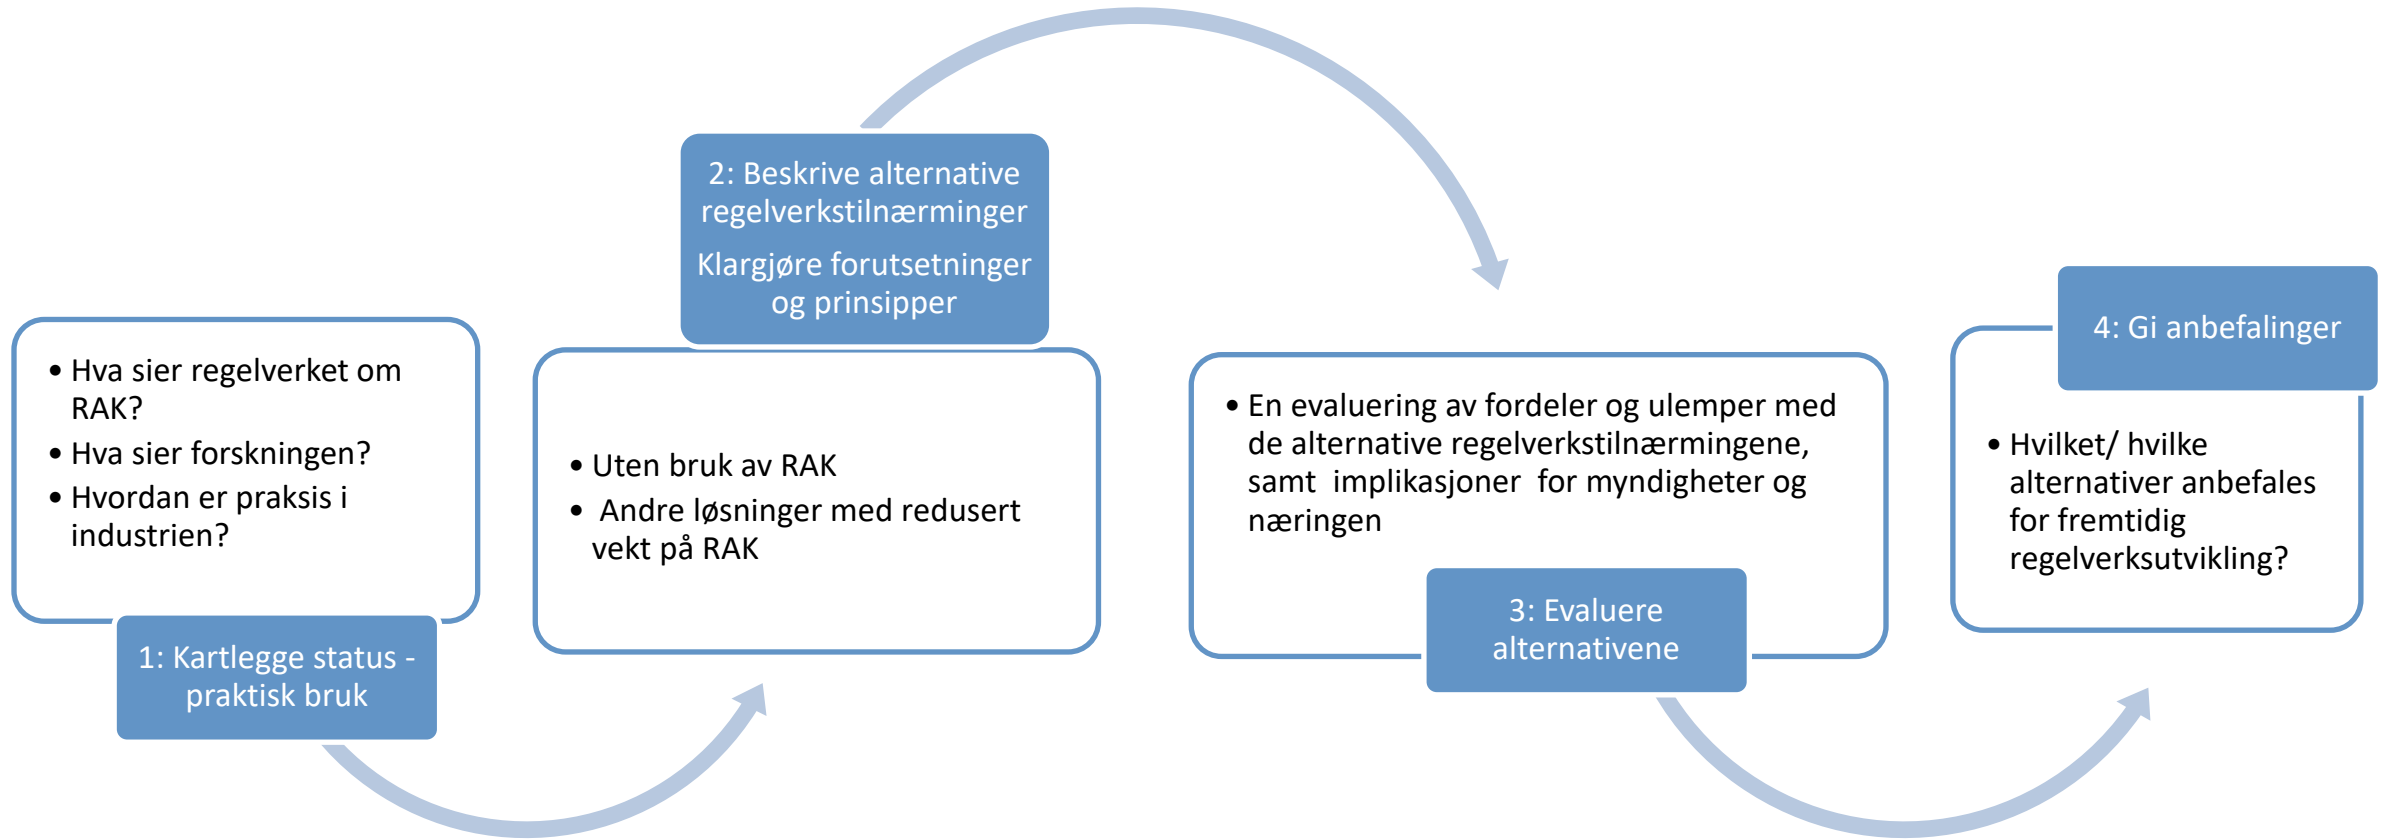 • Hva sier regelverket om
RAK?
• Hva sier forskningen?
• Hvordan er praksis i
industrien?
1: Kartlegge status -
praktisk bruk
2: Beskrive alternative
regelverkstilnærminger
Klargjøre forutsetninger
og prinsipper
• Uten bruk av RAK
• Andre løsninger med redusert
vekt på RAK
• En evaluering av fordeler og ulemper med
de alternative regelverkstilnærmingene,
samt implikasjoner for myndigheter og
næringen
3: Evaluere
alternativene
4: Gi anbefalinger
• Hvilket/ hvilke
alternativer anbefales
for fremtidig
regelverksutvikling?